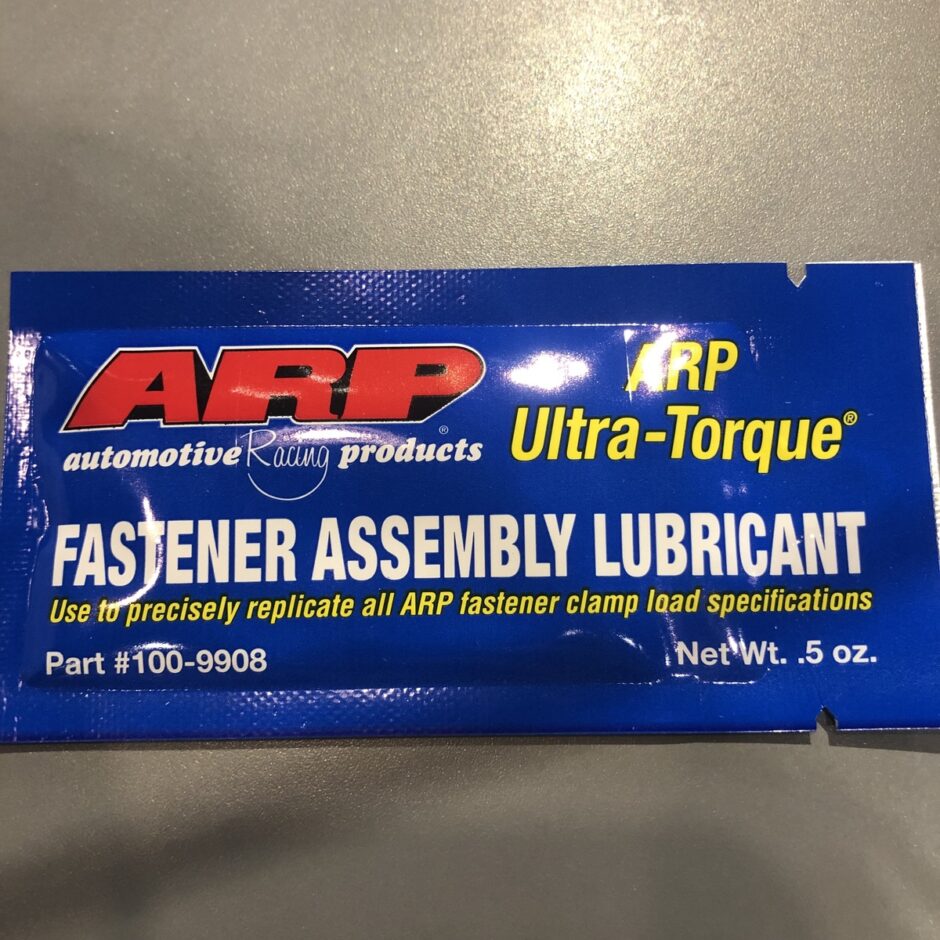 ARP
automotive Racing products®
ARP
Ultra-Torque®
FASTENER ASSEMBLY LUBRICANT
Use to precisely replicate all ARP fastener clamp load specifications
Part #100-9908
Net Wt. .5 oz.